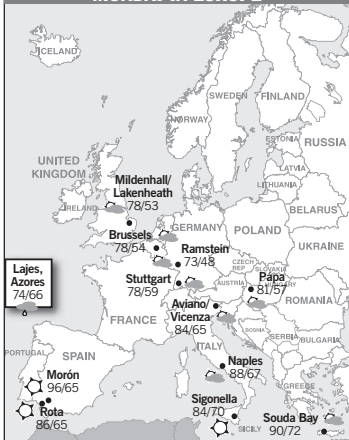 ICELAND
SWEDEN
FINLAND
NORWAY
ESTONIA
RUSSIA
LATVIA
LITHUANIA
UNITED
KINGDOM
Mildenhall/
Lakenheath
78/53
IRELAND
BELARUS
Brussels
78/54
GERMANY
POLAND
Ramstein
73/48
UKRAINE
CZECH
REP
SLOVAKIA
Lajes,
Azores
74/66
Stuttgart
78/59
AUSTRIA
HUNGARY
Pápa
81/57
Aviano/
Vicenza
84/65
ROMANIA
FRANCE
BOSNIA
SERBIA
BULGARIA
ITALY
PORTUGAL
SPAIN
Morón
96/65
Naples
88/67
GREECE
Rota
86/65
Sigonella
84/70
SICILY
Souda Bay
90/72